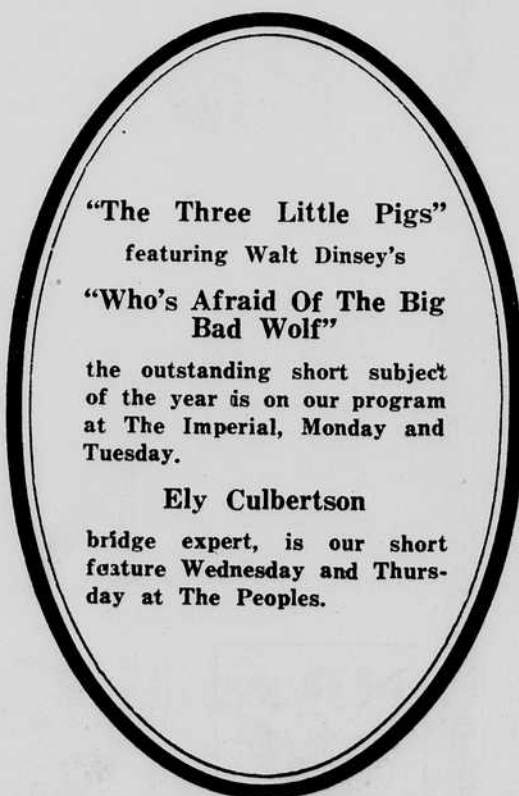 “The Three Little Pigs”
featuring Walt Dinsey’s
“Who’s Afraid Of The Big
Bad Wolf”
the outstanding short subject
of the year is on our program
at The Imperial, Monday and
Tuesday.
Ely Culbertson
bridge expert, is our short
feature Wednesday and Thurs-
day at The Peoples.